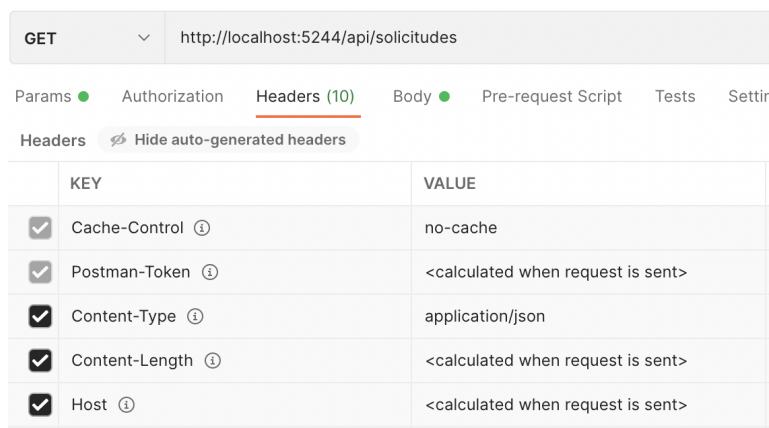 GET http://localhost:5244/api/solicitudes
Params Authorization Headers (10) Body Pre-request Script Tests
Headers Hide auto-generated headers
KEY VALUE
Cache-Control no-cache
Postman-Token <calculated when request is sent>
Content-Type application/json
Content-Length <calculated when request is sent>
Host <calculated when request is sent>